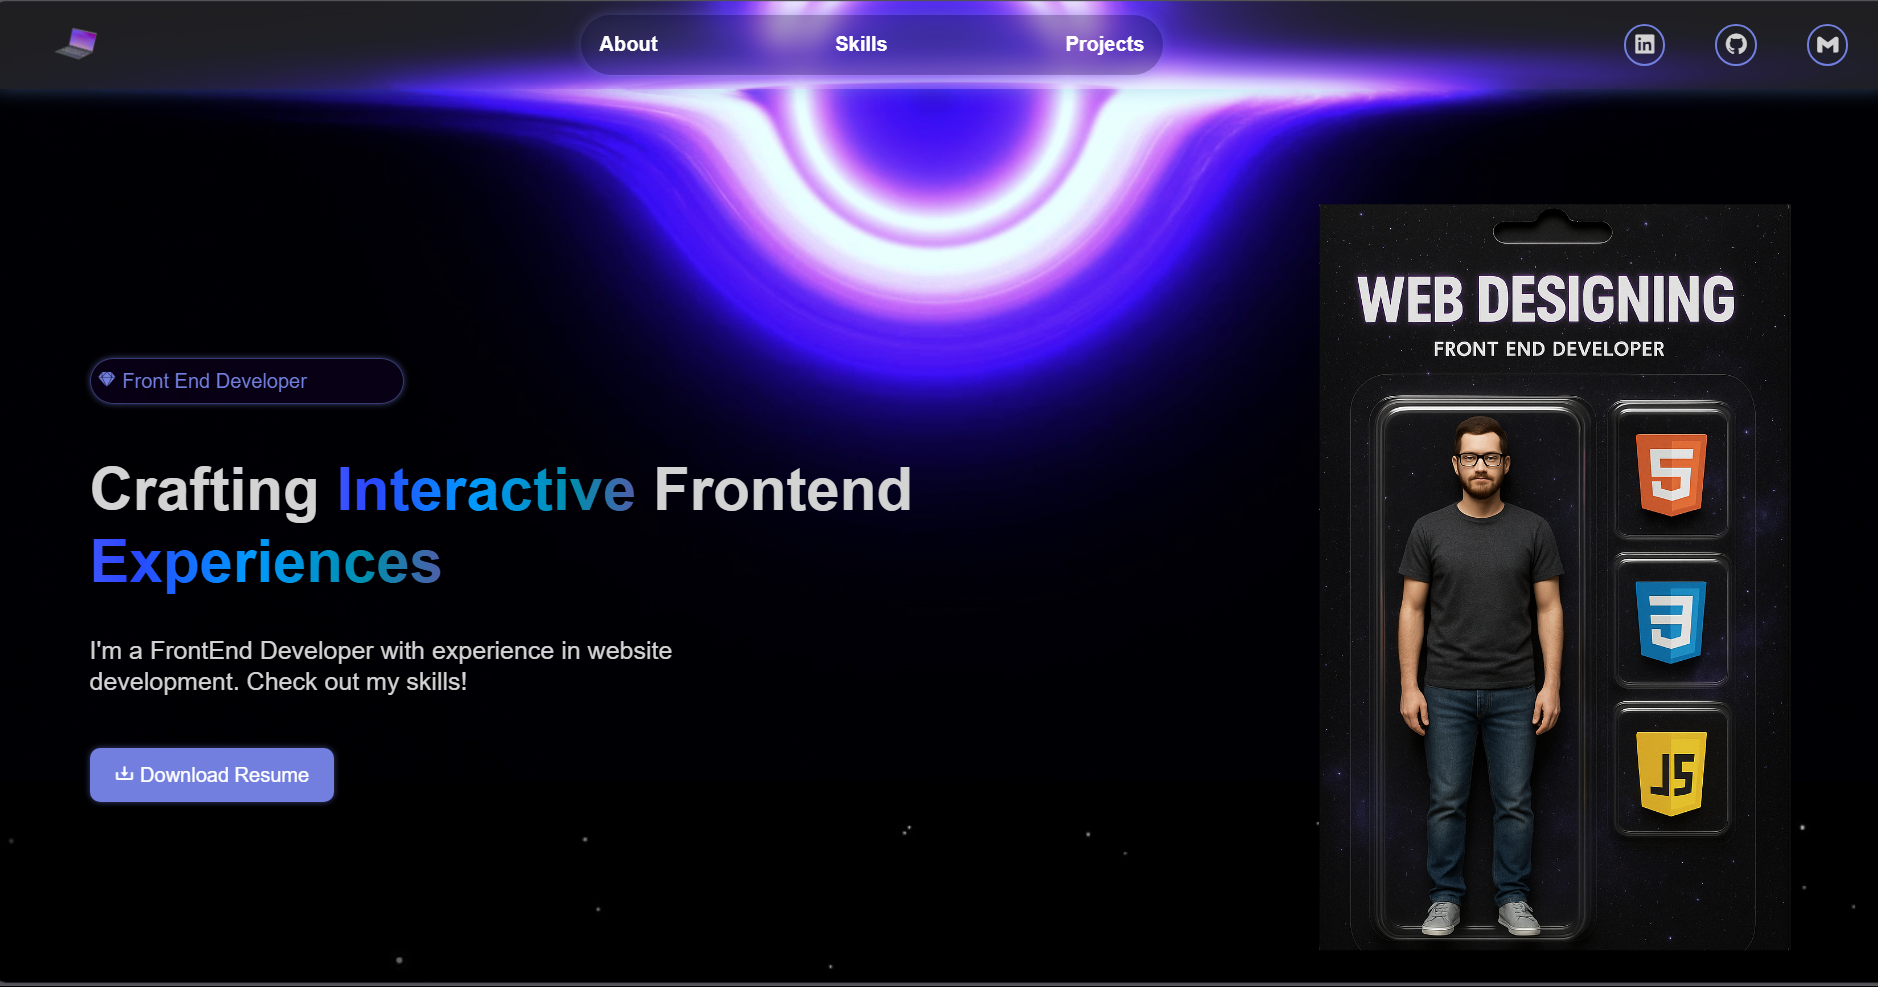 About
Skills
Projects
in
WEB DESIGNING
FRONT END DEVELOPER
Front End Developer
Crafting Interactive Frontend
Experiences
I'm a FrontEnd Developer with experience in website
development. Check out my skills!
Download Resume
5
3
JS